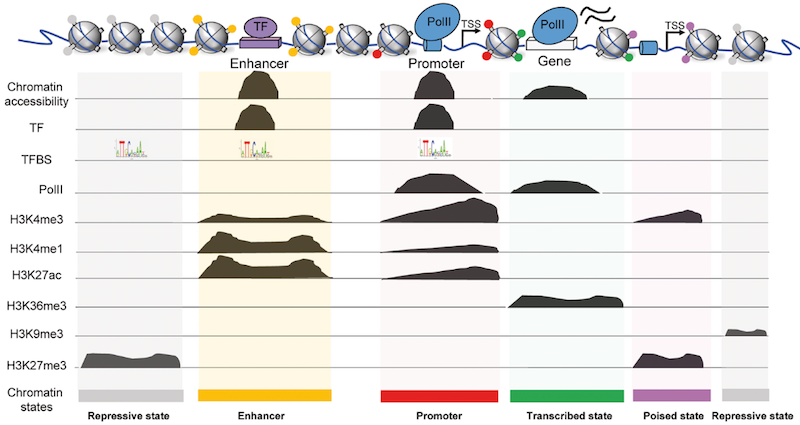 TF
PolII
TSS
PolII
TSS
Enhancer
Promoter
Gene
Chromatin
accessibility
TF
TFBS
PolII
H3K4me3
H3K4me1
H3K27ac
H3K36me3
H3K9me3
H3K27me3
Chromatin
states
Repressive state
Enhancer
Promoter
Transcribed state
Poised state
Repressive state